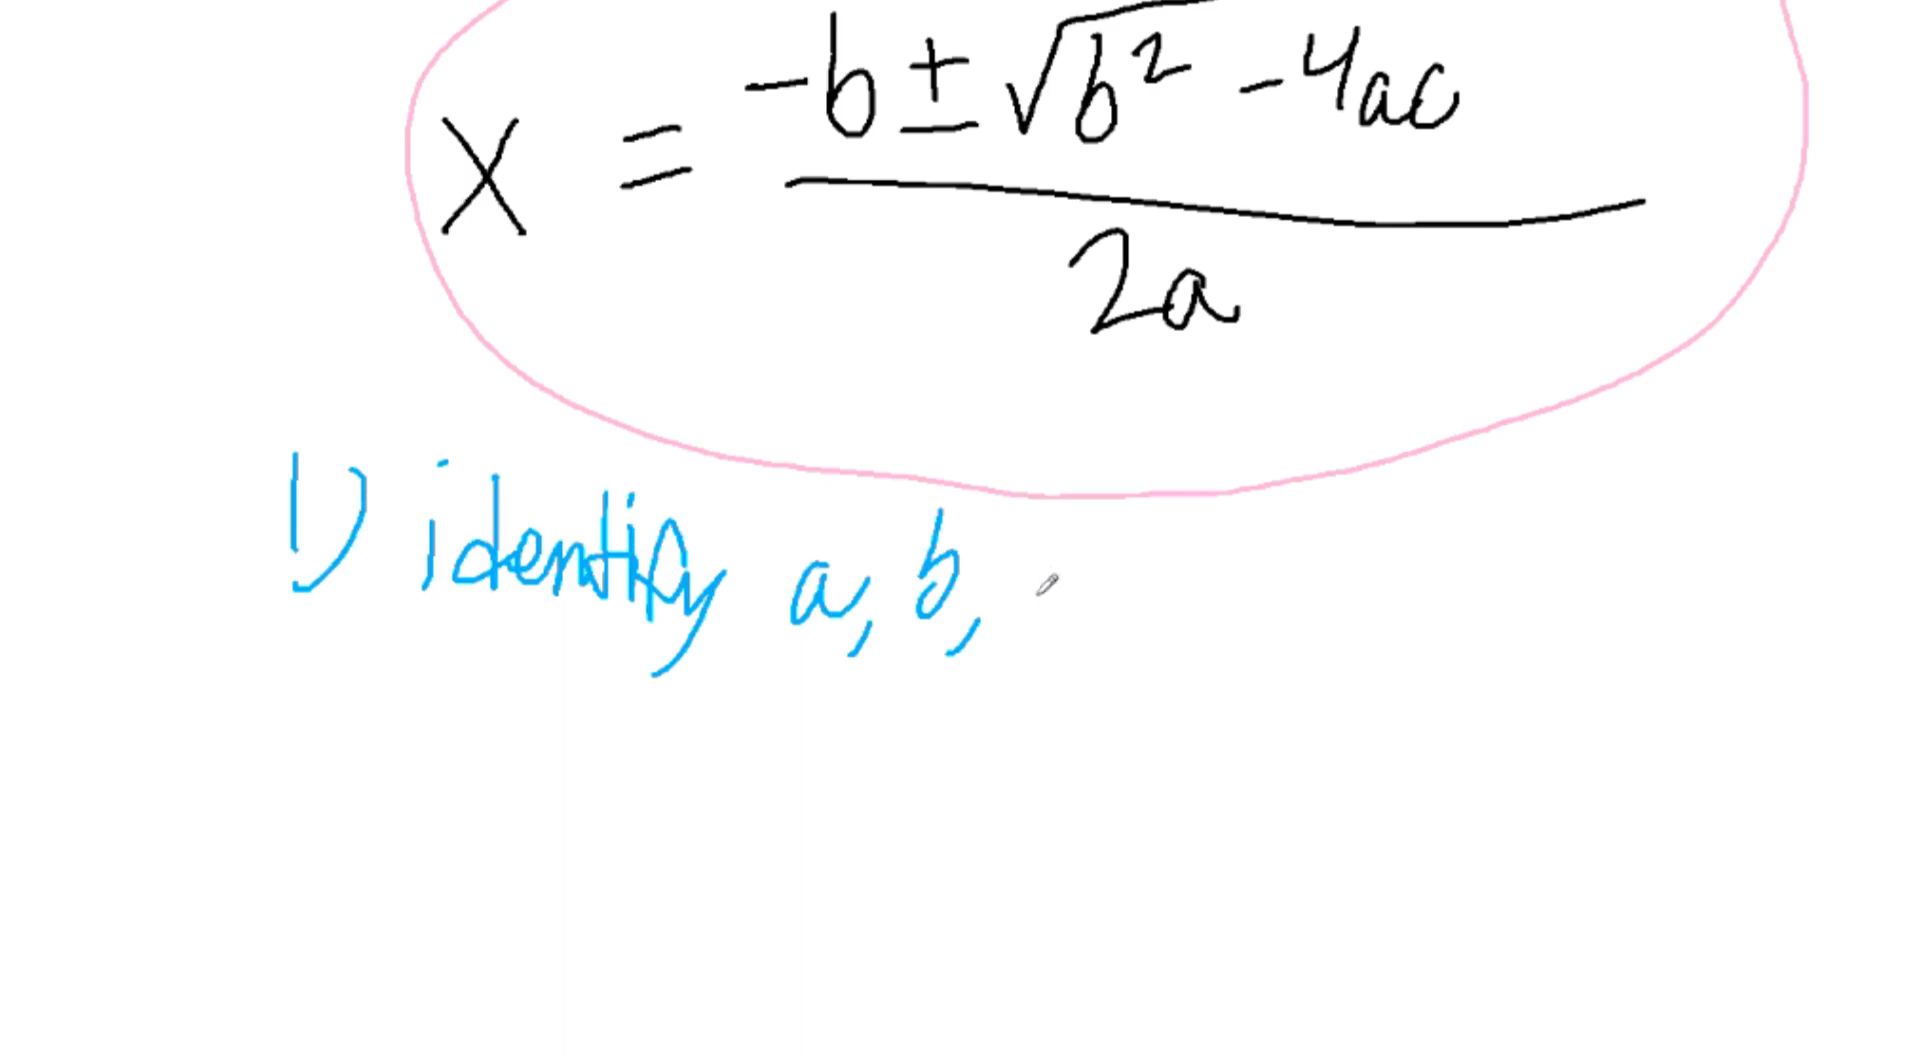 x = (-b ± √(b² - 4ac)) / 2a
1) identify a, b,